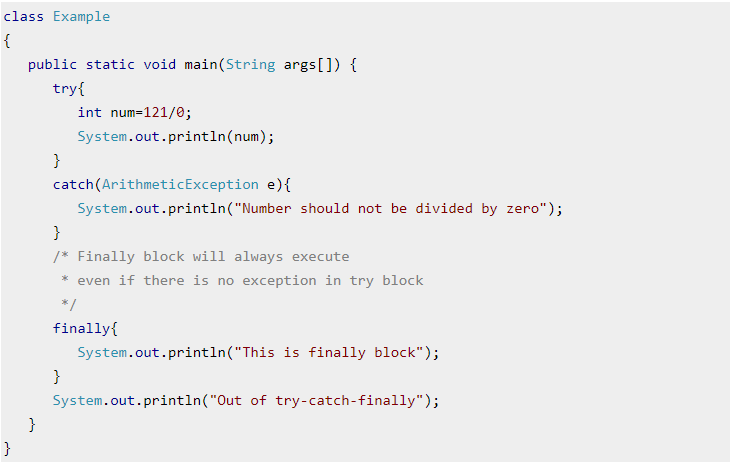 class Example
{
   public static void main(String args[]) {
      try{
         int num=121/0;
         System.out.println(num);
      }
      catch(ArithmeticException e){
         System.out.println("Number should not be divided by zero");
      }
      /* Finally block will always execute
       * even if there is no exception in try block
       */
      finally{
         System.out.println("This is finally block");
      }
      System.out.println("Out of try-catch-finally");
   }
}